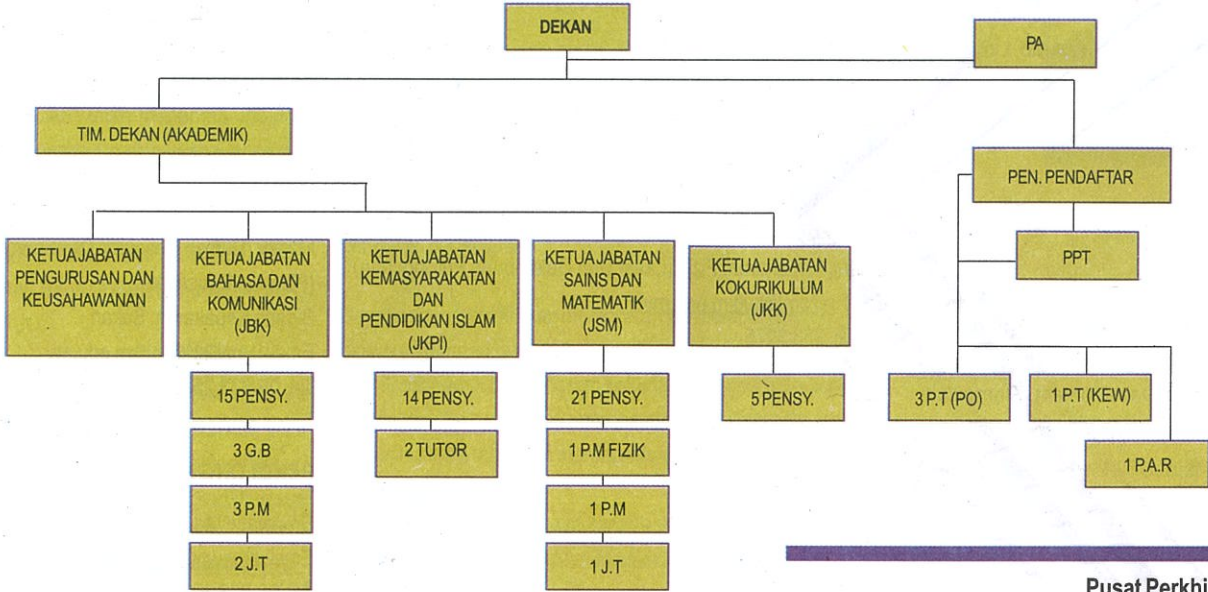 DEKAN
PA
TIM. DEKAN (AKADEMIK)
PEN. PENDAFTAR
PPT
KETUA JABATAN
PENGURUSAN DAN
KEUSAHAWANAN
KETUA JABATAN
BAHASA DAN
KOMUNIKASI
(JBK)
KETUA JABATAN
KEMASYARAKATAN
DAN
PENDIDIKAN ISLAM
(JKPI)
KETUA JABATAN
SAINS DAN
MATEMATIK
(JSM)
KETUA JABATAN
KOKURIKULUM
(JKK)
15 PENSY.
3 G.B
3 P.M
2 J.T
14 PENSY.
2 TUTOR
21 PENSY.
1 P.M FIZIK
1 P.M
1 J.T
5 PENSY.
3 P.T (PO)
1 P.T (KEW)
1 P.A.R
Pusat Perkhi